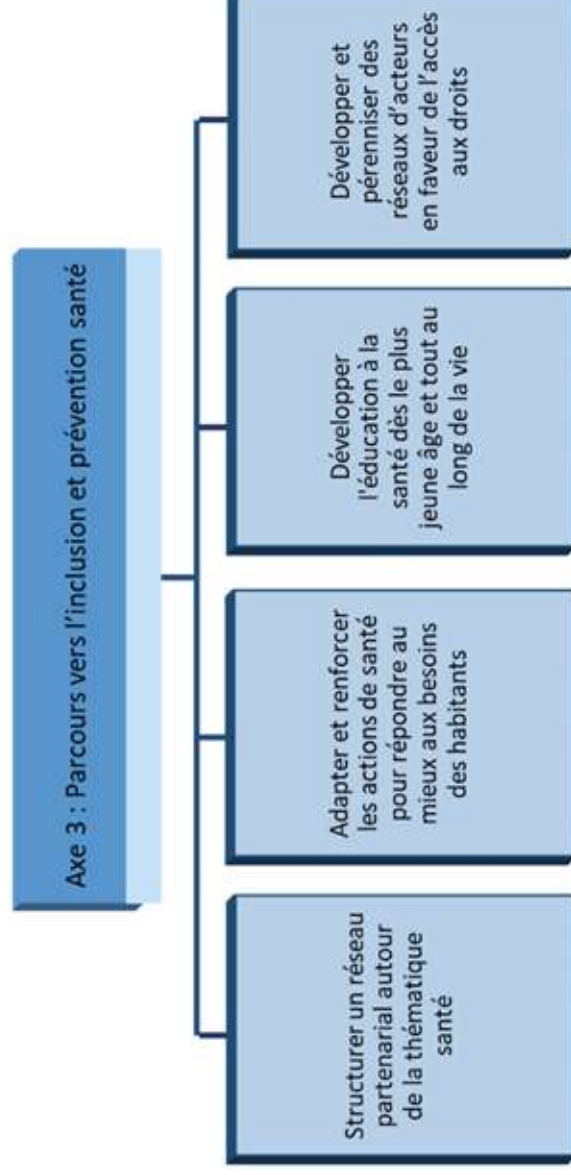 Axe 3 : Parcours vers l’inclusion et prévention santé
Structurer un réseau
partenarial autour
de la thématique
santé
Adapter et renforcer
les actions de santé
pour répondre au
mieux aux besoins
des habitants
Développer
l'éducation à la
santé dès le plus
jeune âge et tout au
long de la vie
Développer et
pérenniser des
réseaux d’acteurs
en faveur de l’accès
aux droits